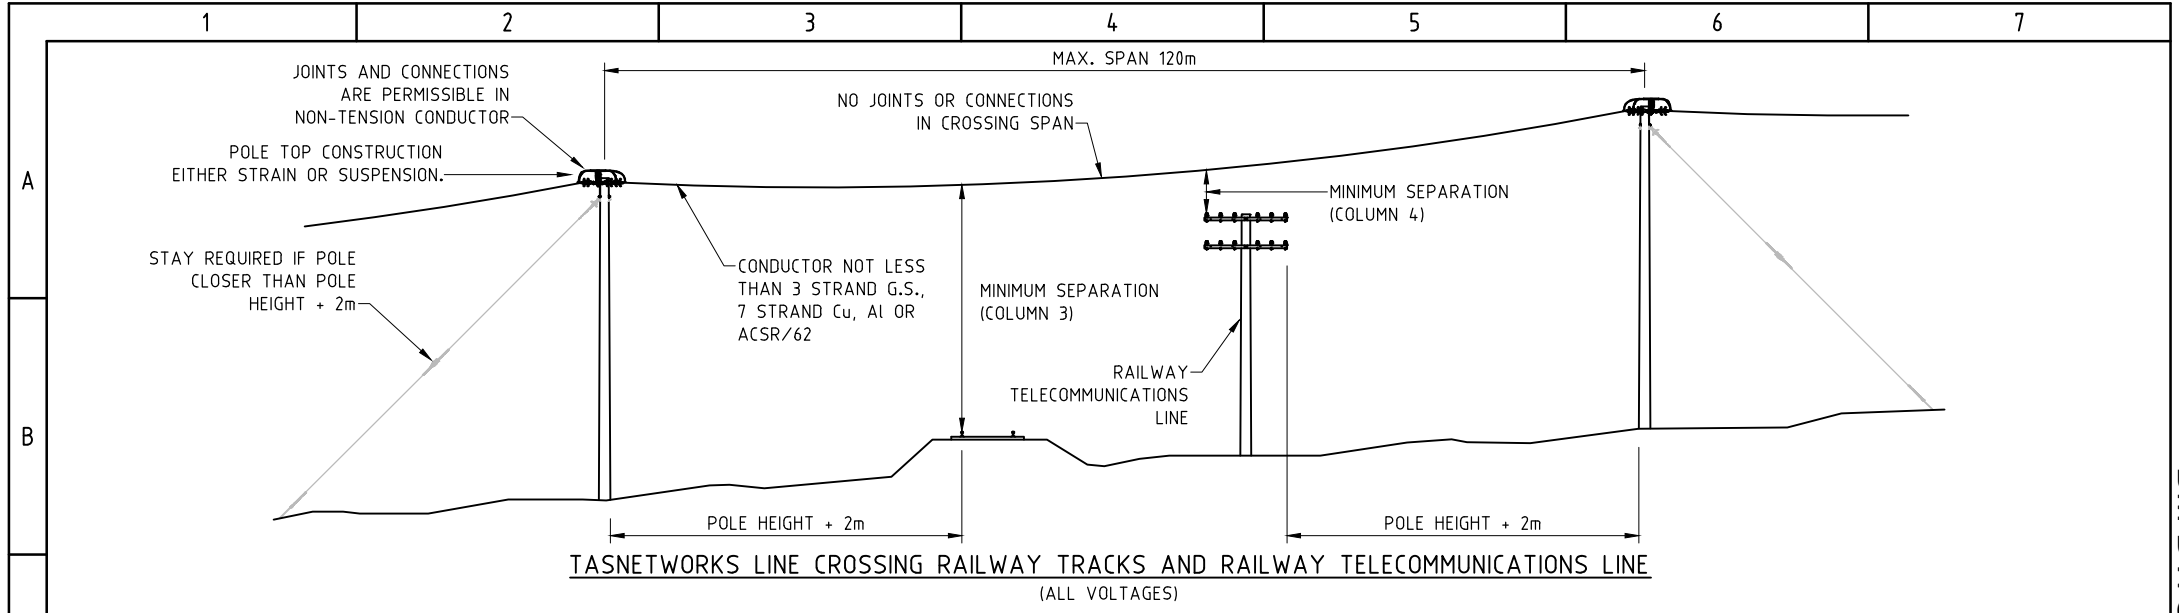 1
2
3
4
5
6
7
A
B
MAX. SPAN 120m
JOINTS AND CONNECTIONS
ARE PERMISSIBLE IN
NON-TENSION CONDUCTOR
POLE TOP CONSTRUCTION
EITHER STRAIN OR SUSPENSION.
NO JOINTS OR CONNECTIONS
IN CROSSING SPAN
MINIMUM SEPARATION
(COLUMN 4)
STAY REQUIRED IF POLE
CLOSER THAN POLE
HEIGHT + 2m
CONDUCTOR NOT LESS
THAN 3 STRAND G.S.,
7 STRAND Cu, Al OR
ACSR/62
MINIMUM SEPARATION
(COLUMN 3)
RAILWAY
TELECOMMUNICATIONS
LINE
POLE HEIGHT + 2m
POLE HEIGHT + 2m
TASNETWORKS LINE CROSSING RAILWAY TRACKS AND RAILWAY TELECOMMUNICATIONS LINE
(ALL VOLTAGES)